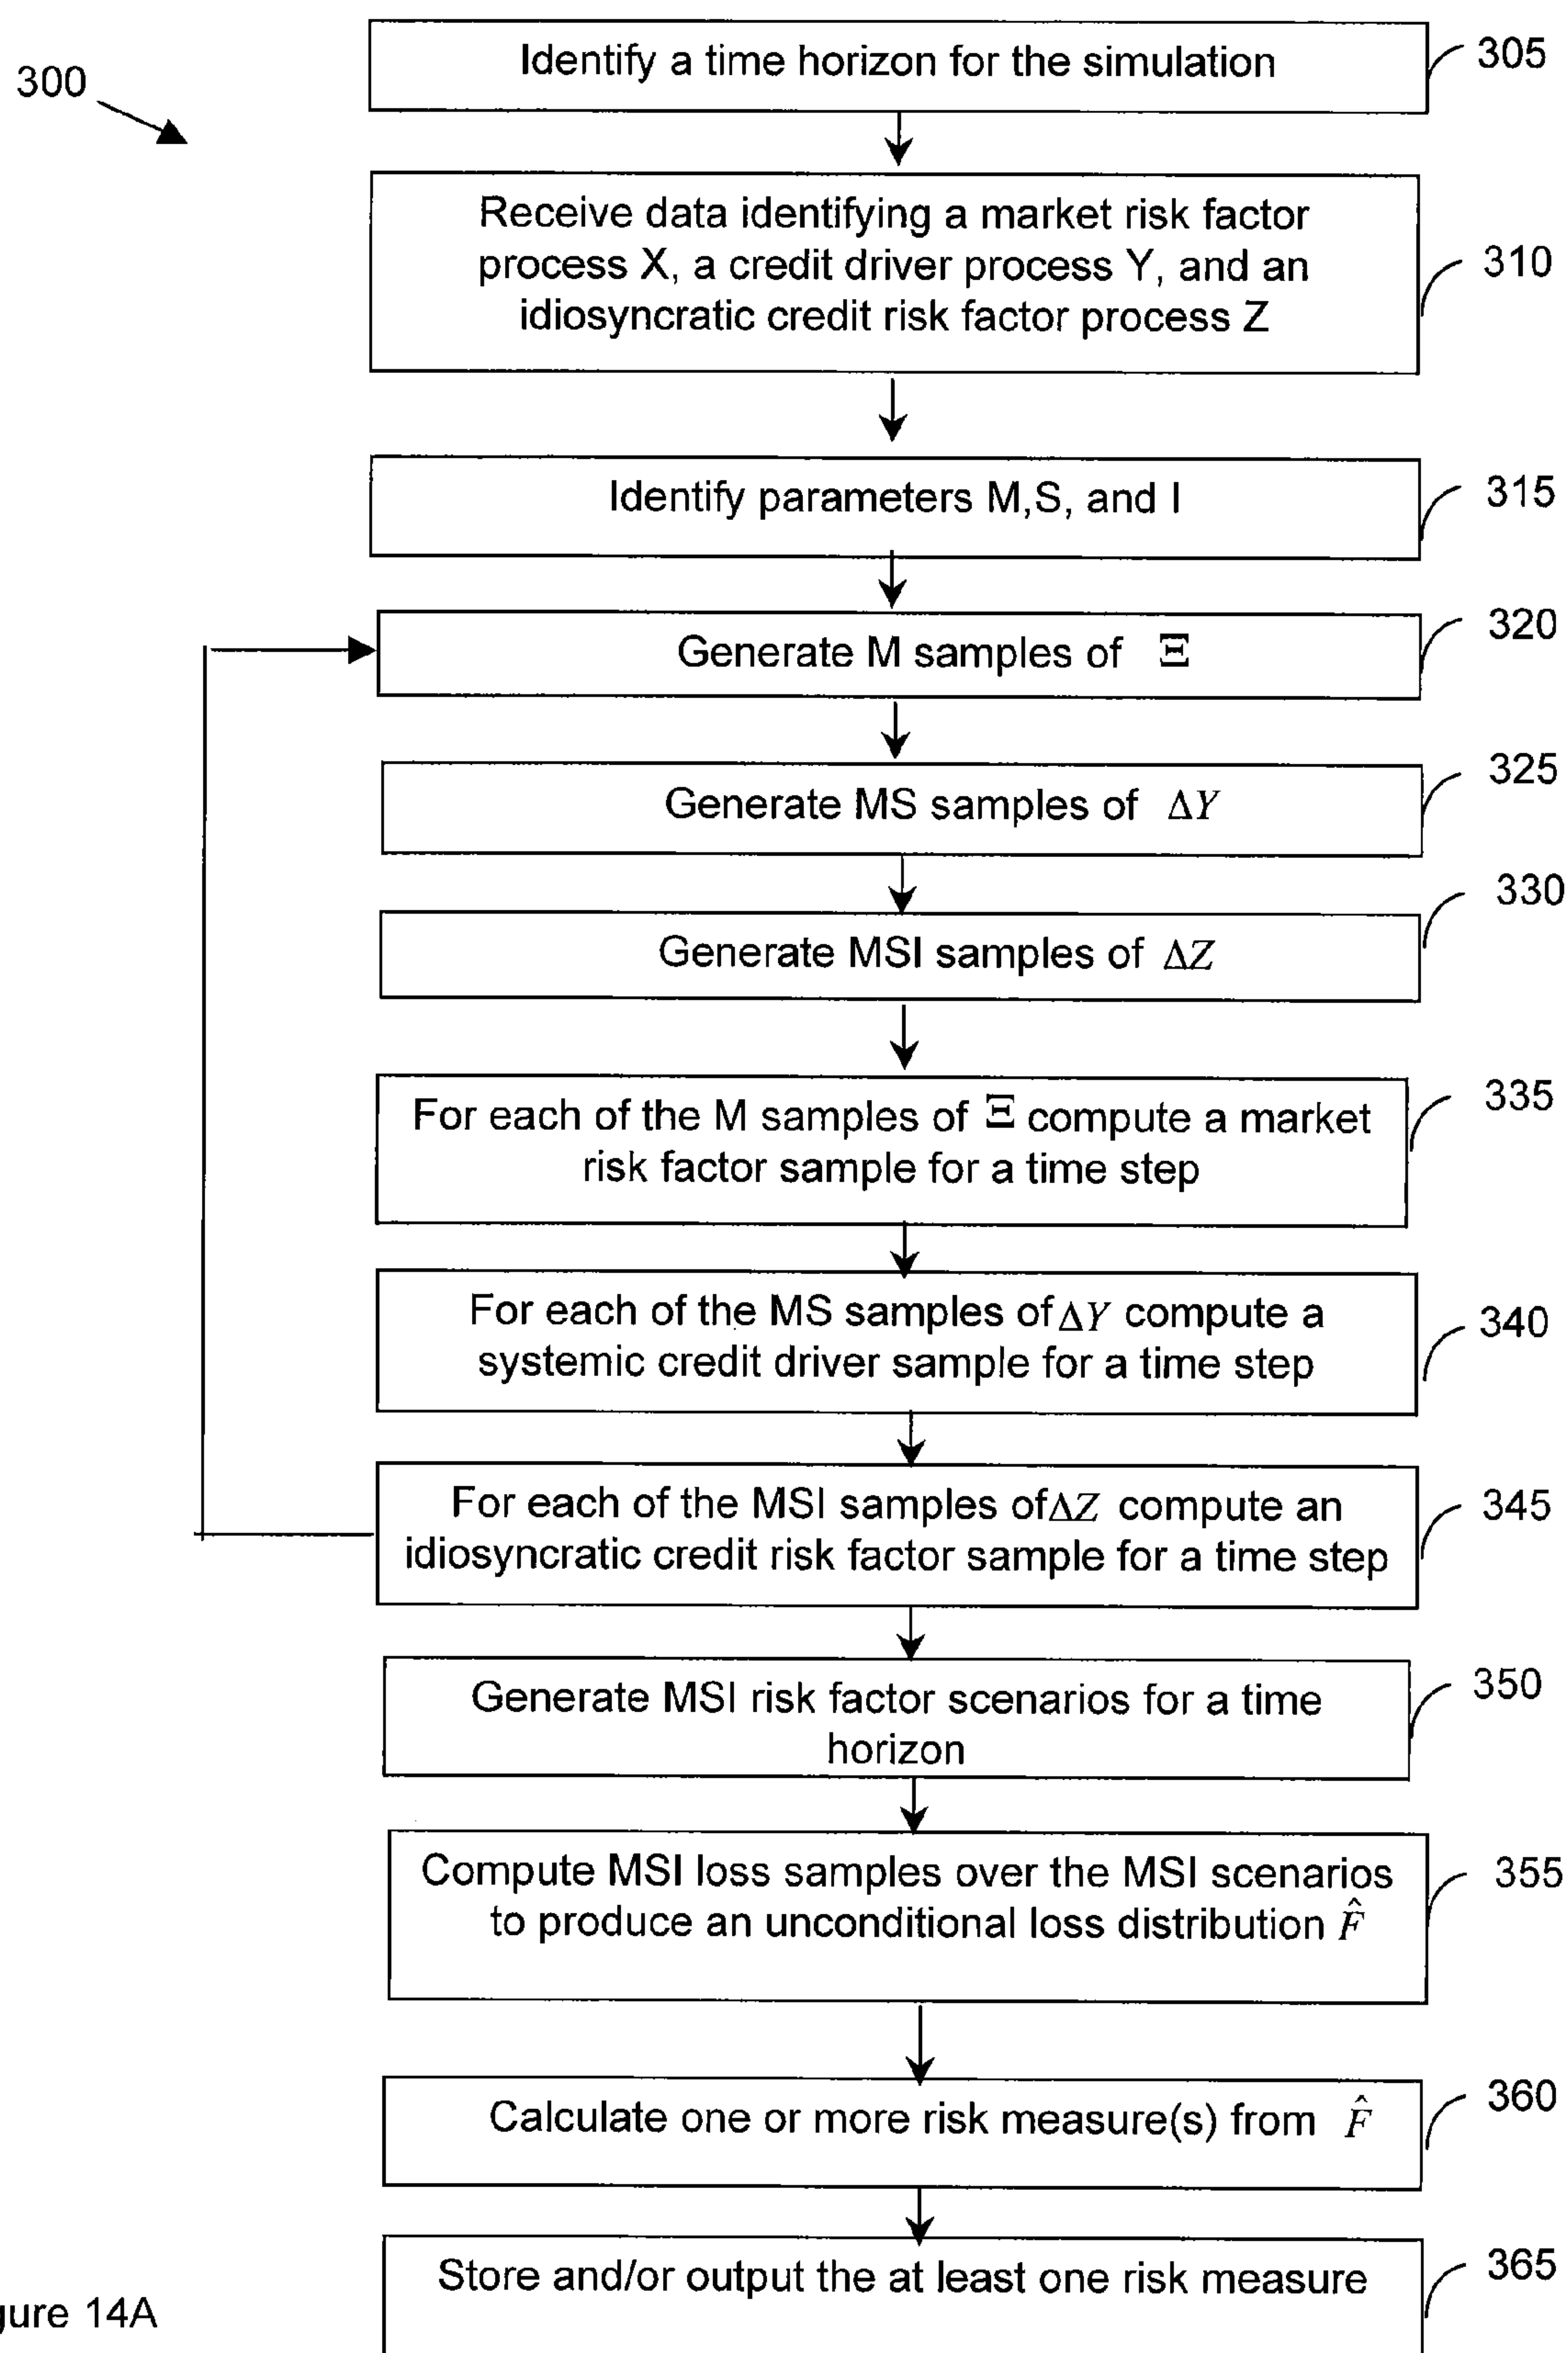 300
Identify a time horizon for the simulation
305
Receive data identifying a market risk factor
process X, a credit driver process Y, and an
idiosyncratic credit risk factor process Z
310
Identify parameters M,S, and I
315
Generate M samples of Ξ
320
Generate MS samples of ΔY
325
Generate MSI samples of ΔZ
330
For each of the M samples of Ξ compute a market
risk factor sample for a time step
335
For each of the MS samples of ΔY compute a
systemic credit driver sample for a time step
340
For each of the MSI samples of ΔZ compute an
idiosyncratic credit risk factor sample for a time step
345
Generate MSI risk factor scenarios for a time
horizon
350
Compute MSI loss samples over the MSI scenarios
to produce an unconditional loss distribution F̂
355
Calculate one or more risk measure(s) from F̂
360
Store and/or output the at least one risk measure
365
gure 14A